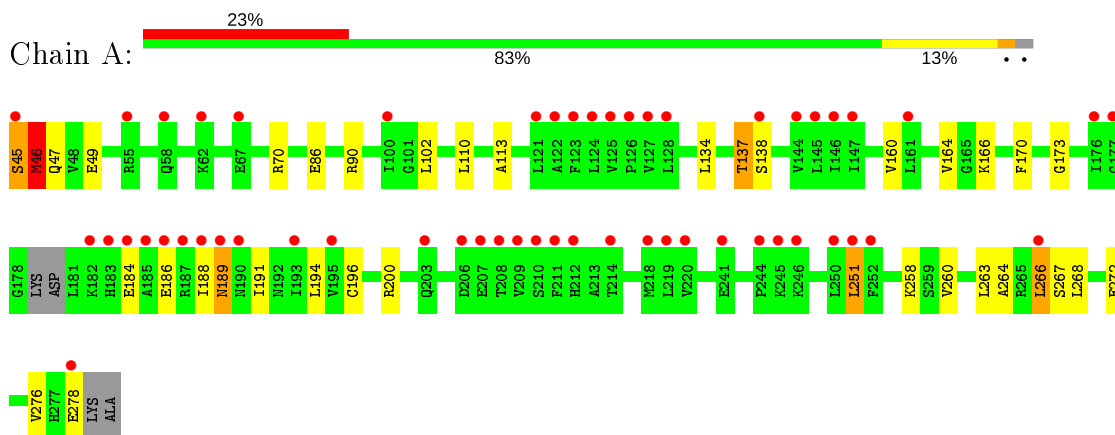 23%
Chain A:
83% 13% • •
S45 M46 Q47 V48 E49 R55 Q58 K62 E67 R70 E86 R90 I100 G101 L102 L110 A113 L121 A122 F123 L124 V125 P126 V127 L128 L134 T137 S138 V144 L145 I146 I147 V160 L161 V164 G165 K166 F170 G173 I176 G177
G178 LYS ASP L181 K182 H183 E184 A185 E186 R187 I188 N189 N190 I191 N192 I193 L194 V195 C196 R200 Q203 D206 E207 T208 V209 S210 F211 H212 A213 T214 M218 L219 V220 E241 P244 K245 K246 L250 L251 F252 K258 S259 V260 L263 A264 R265 L266 S267 L268
V276 H277 E278 LYS ALA